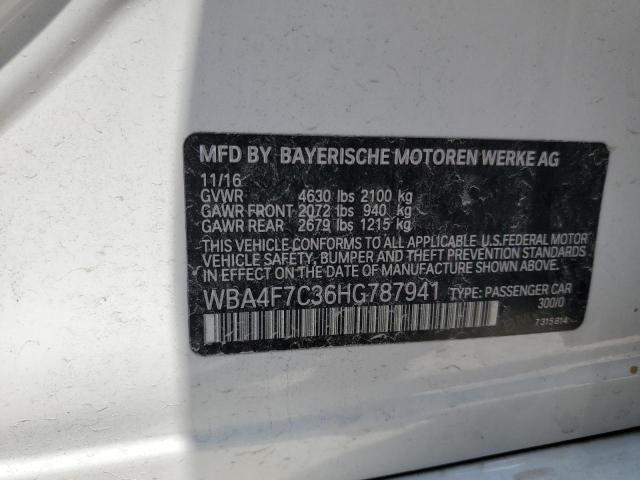 MFD BY BAYERISCHE MOTOREN WERKE AG
11/16
GVWR 4630 lbs 2100 kg
GAWR FRONT 2072 lbs 940 kg
GAWR REAR 2679 lbs 1215 kg
THIS VEHICLE CONFORMS TO ALL APPLICABLE U.S.FEDERAL MOTOR
VEHICLE SAFETY, BUMPER AND THEFT PREVENTION STANDARDS
IN EFFECT ON THE DATE OF MANUFACTURE SHOWN ABOVE.
WBA4F7C36HG787941 TYPE: PASSENGER CAR
300/0
7315814